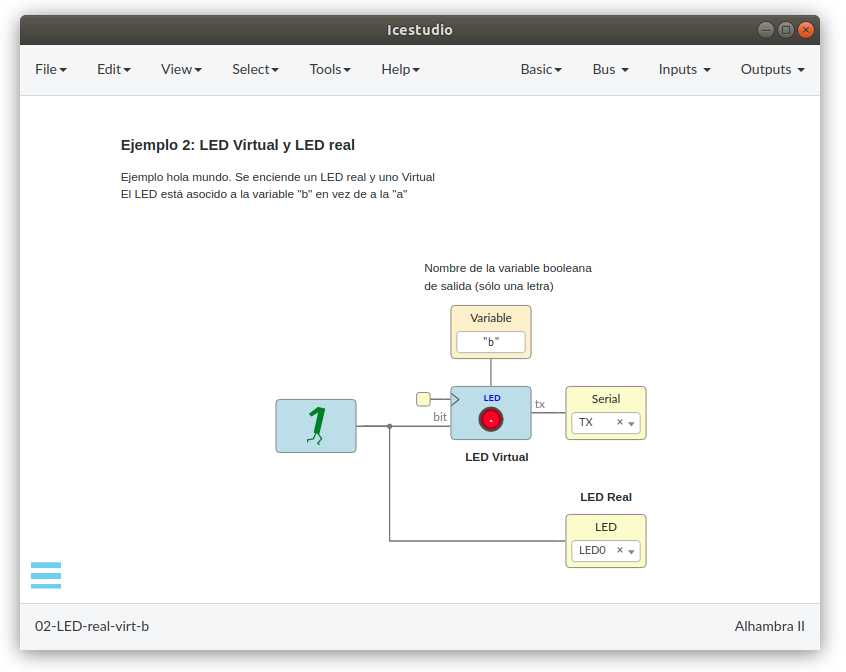 Icestudio
File Edit View Select Tools Help Basic Bus Inputs Outputs
Ejemplo 2: LED Virtual y LED real
Ejemplo hola mundo. Se enciende un LED real y uno Virtual
El LED está asocido a la variable "b" en vez de a la "a"
Nombre de la variable booleana
de salida (sólo una letra)
Variable
"b"
1
LED
bit
tx
Serial
TX
LED Virtual
LED Real
LED
LED0
02-LED-real-virt-b
Alhambra II